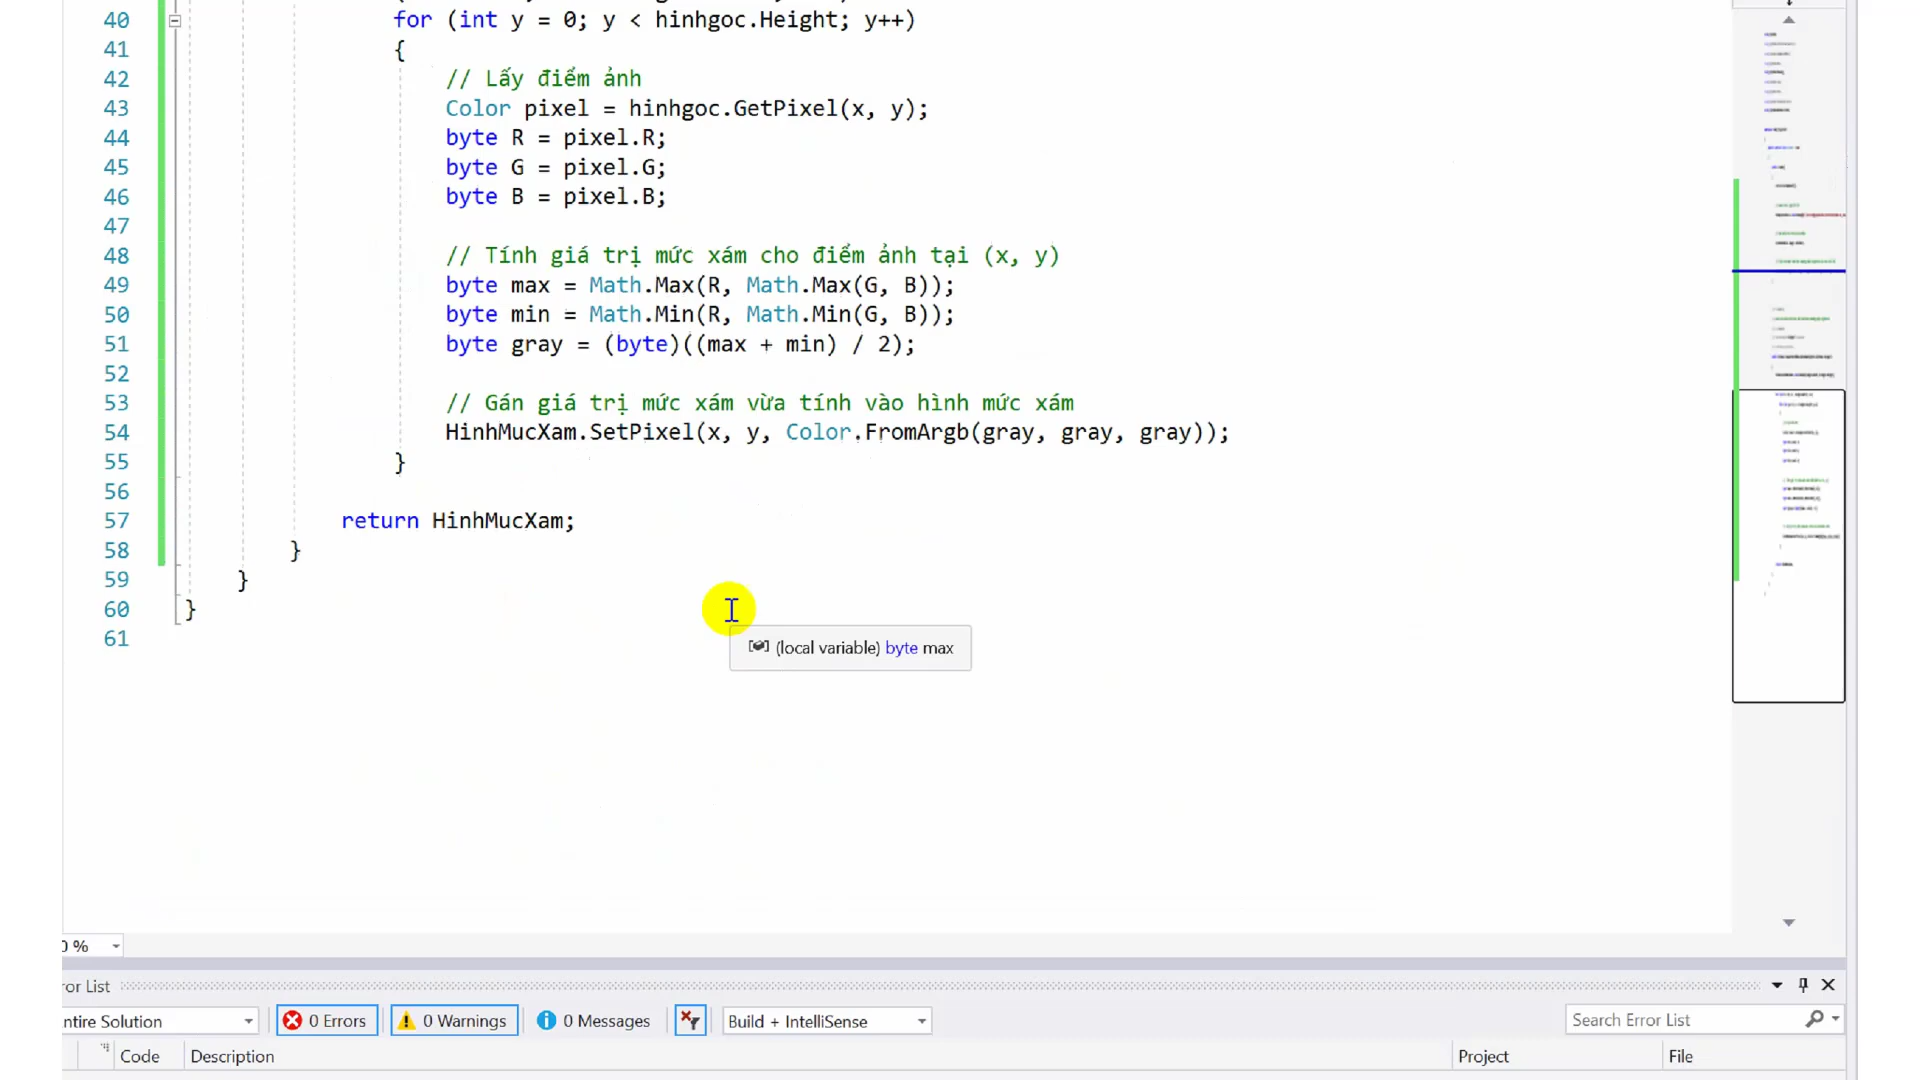 40 for (int y = 0; y < hinhgoc.Height; y++)
41 {
42 // Lấy điểm ảnh
43 Color pixel = hinhgoc.GetPixel(x, y);
44 byte R = pixel.R;
45 byte G = pixel.G;
46 byte B = pixel.B;
47
48 // Tính giá trị mức xám cho điểm ảnh tại (x, y)
49 byte max = Math.Max(R, Math.Max(G, B));
50 byte min = Math.Min(R, Math.Min(G, B));
51 byte gray = (byte)((max + min) / 2);
52
53 // Gán giá trị mức xám vừa tính vào hình mức xám
54 HinhMucXam.SetPixel(x, y, Color.FromArgb(gray, gray, gray));
55 }
56
57 return HinhMucXam;
58 }
59 }
60 }
61
(local variable) byte max
0 %
ror List
ntire Solution 0 Errors 0 Warnings 0 Messages Build + IntelliSense Search Error List
Code Description Project File